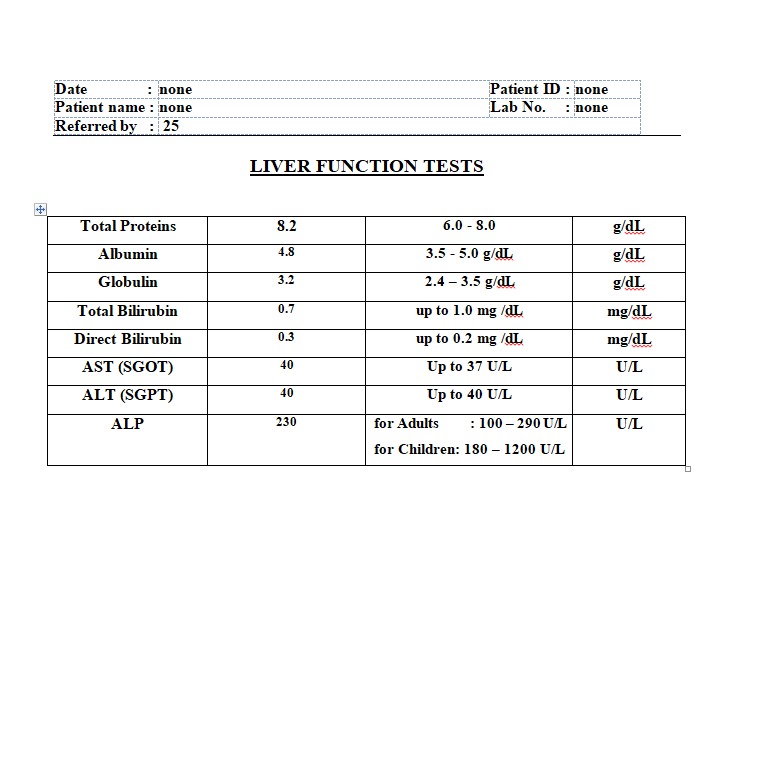 Date : none Patient ID : none
Patient name : none Lab No. : none
Referred by : 25
LIVER FUNCTION TESTS
Total Proteins 8.2 6.0 - 8.0 g/dL
Albumin 4.8 3.5 - 5.0 g/dL g/dL
Globulin 3.2 2.4 – 3.5 g/dL g/dL
Total Bilirubin 0.7 up to 1.0 mg /dL mg/dL
Direct Bilirubin 0.3 up to 0.2 mg /dL mg/dL
AST (SGOT) 40 Up to 37 U/L U/L
ALT (SGPT) 40 Up to 40 U/L U/L
ALP 230 for Adults : 100 – 290 U/L U/L
for Children: 180 – 1200 U/L